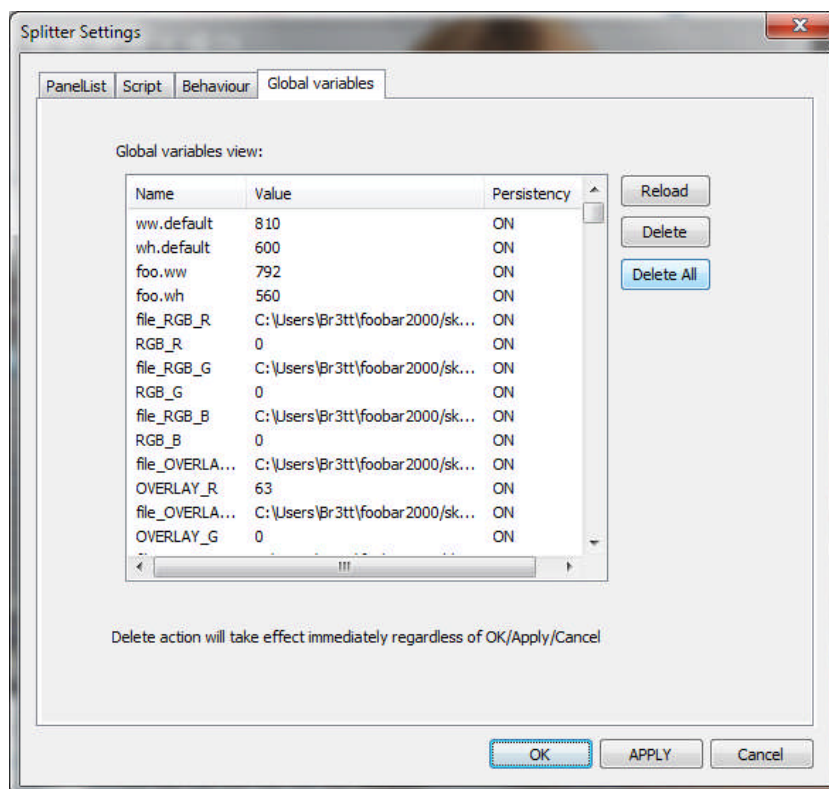 Splitter Settings
PanelList Script Behaviour Global variables
Global variables view:
Name Value Persistency
ww.default 810 ON
wh.default 600 ON
foo.ww 792 ON
foo.wh 560 ON
file_RGB_R C:\Users\Br3tt\foobar2000/sk... ON
RGB_R 0 ON
file_RGB_G C:\Users\Br3tt\foobar2000/sk... ON
RGB_G 0 ON
file_RGB_B C:\Users\Br3tt\foobar2000/sk... ON
RGB_B 0 ON
file_OVERLA... C:\Users\Br3tt\foobar2000/sk... ON
OVERLAY_R 63 ON
file_OVERLA... C:\Users\Br3tt\foobar2000/sk... ON
OVERLAY_G 0 ON
Reload
Delete
Delete All
Delete action will take effect immediately regardless of OK/Apply/Cancel
OK APPLY Cancel